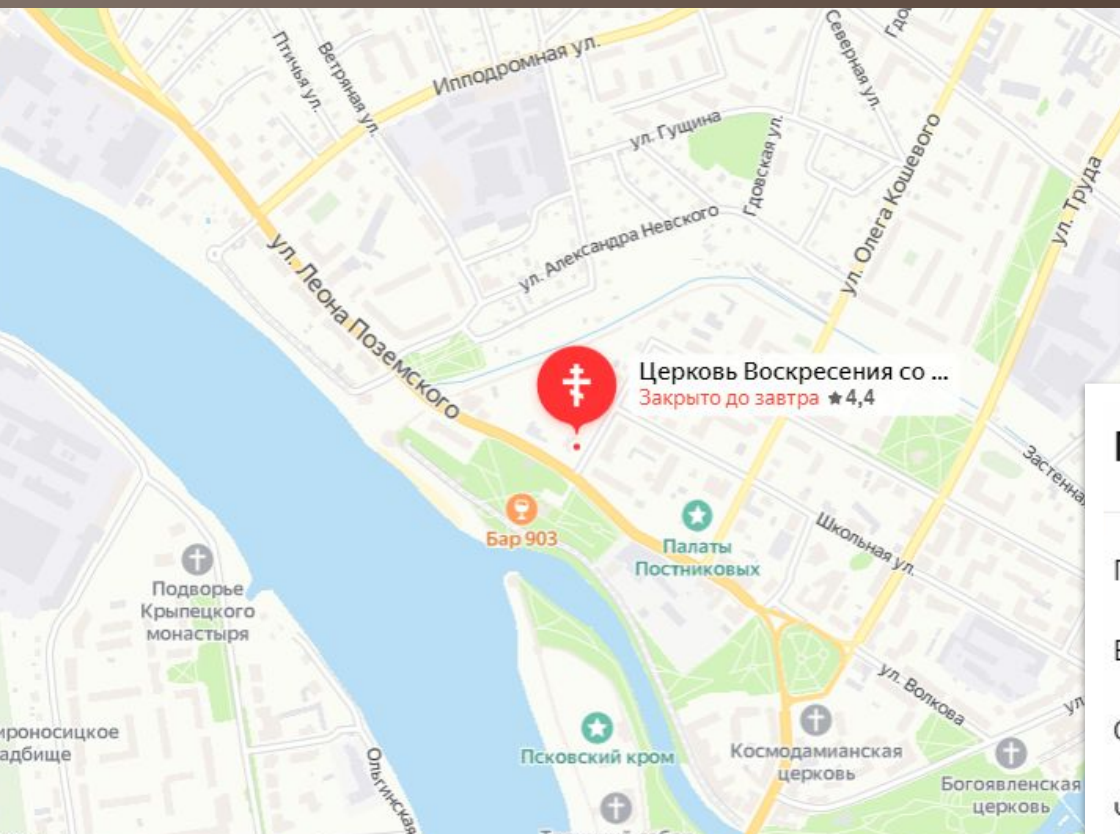 Птичья ул.
Ветряная ул.
Ипподромная ул.
Северная ул.
ул. Гущина
Гдовская ул.
ул. Олега Кошевого
ул. Труда
ул. Александра Невского
ул. Леона Поземского
Церковь Воскресения со ...
Закрыто до завтра ★4,4
Застенна
Бар 903
Палаты
Постниковых
Школьная ул.
Подворье
Крыпецкого
монастыря
ул. Волкова
ироносицкое
адбище
Псковский кром
Космодамианская
церковь
Богоявленская
церковь
Ольгинская